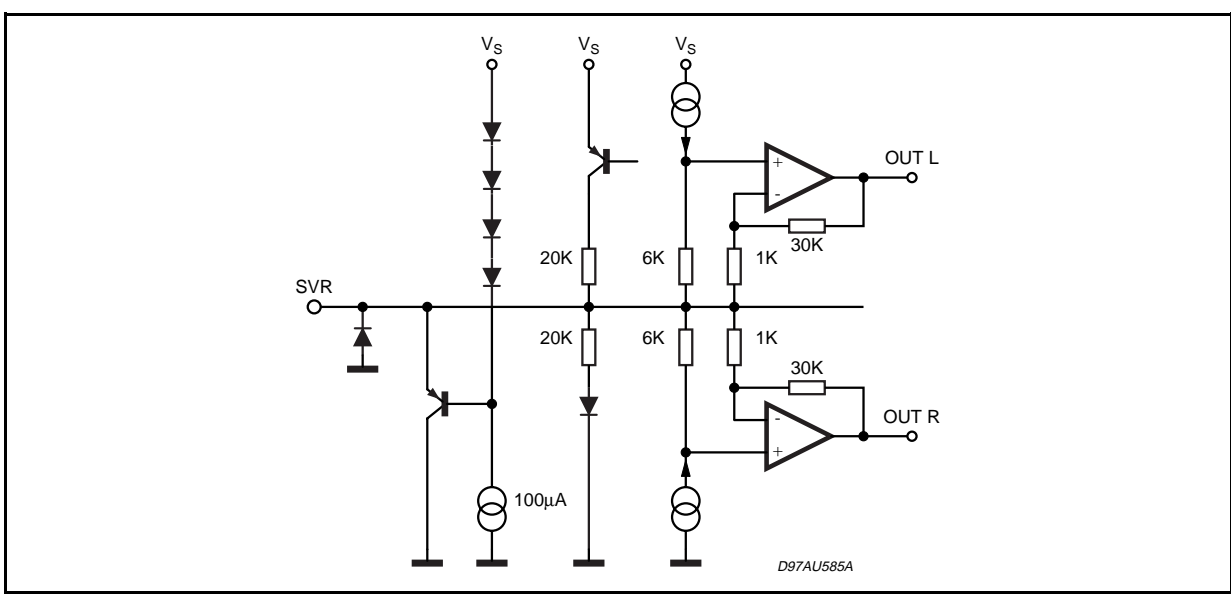 VS VS VS
+
OUT L
-
30K
20K 6K 1K
SVR
20K 6K 1K
30K
-
OUT R
+
100μA
D97AU585A